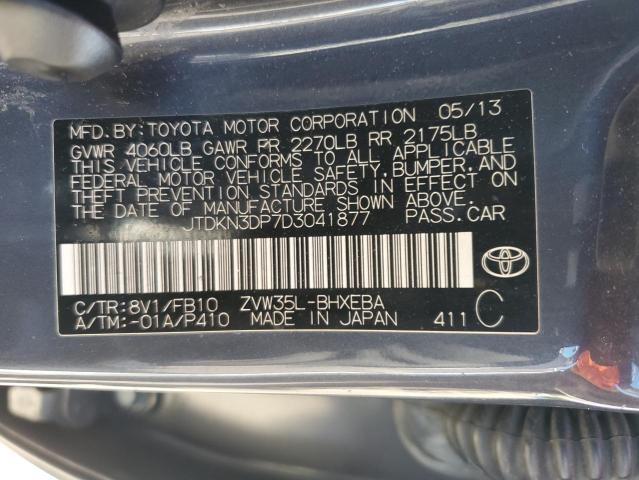 MFD. BY: TOYOTA MOTOR CORPORATION 05/13
GVWR 4060LB GAWR FR 2270LB RR 2175LB
THIS VEHICLE CONFORMS TO ALL APPLICABLE
FEDERAL MOTOR VEHICLE SAFETY, BUMPER, AND
THEFT PREVENTION STANDARDS IN EFFECT ON
THE DATE OF MANUFACTURE SHOWN ABOVE.
JTDKN3DP7D3041877 PASS. CAR
C/TR: 8V1/FB10 ZVW35L-BHXEBA
A/TM: -01A/P410 MADE IN JAPAN 411 C